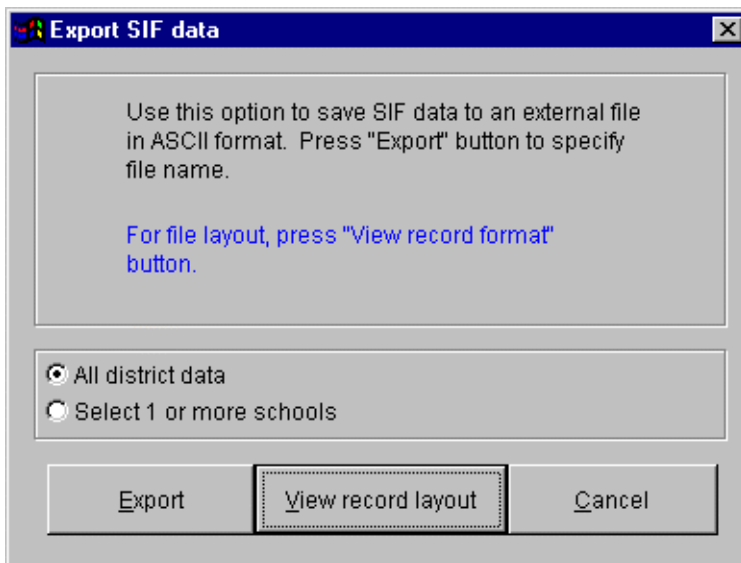 Export SIF data
Use this option to save SIF data to an external file
in ASCII format. Press "Export" button to specify
file name.
For file layout, press "View record format"
button.
All district data
Select 1 or more schools
Export
View record layout
Cancel